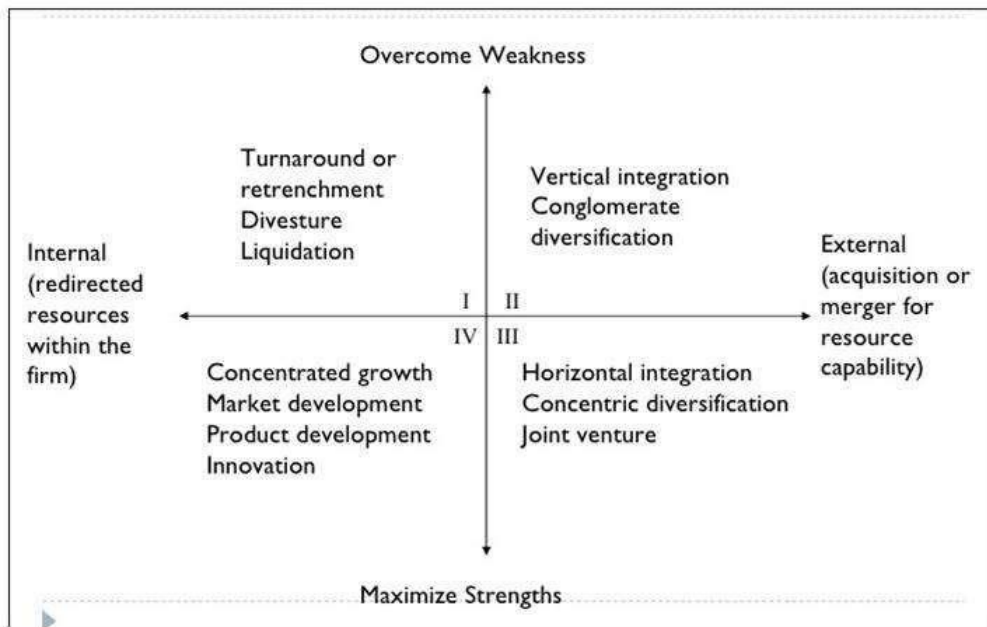 Overcome Weakness
Turnaround or
retrenchment
Divesture
Liquidation
Vertical integration
Conglomerate
diversification
Internal
(redirected
resources
within the
firm)
External
(acquisition or
merger for
resource
capability)
I
II
IV
III
Concentrated growth
Market development
Product development
Innovation
Horizontal integration
Concentric diversification
Joint venture
Maximize Strengths